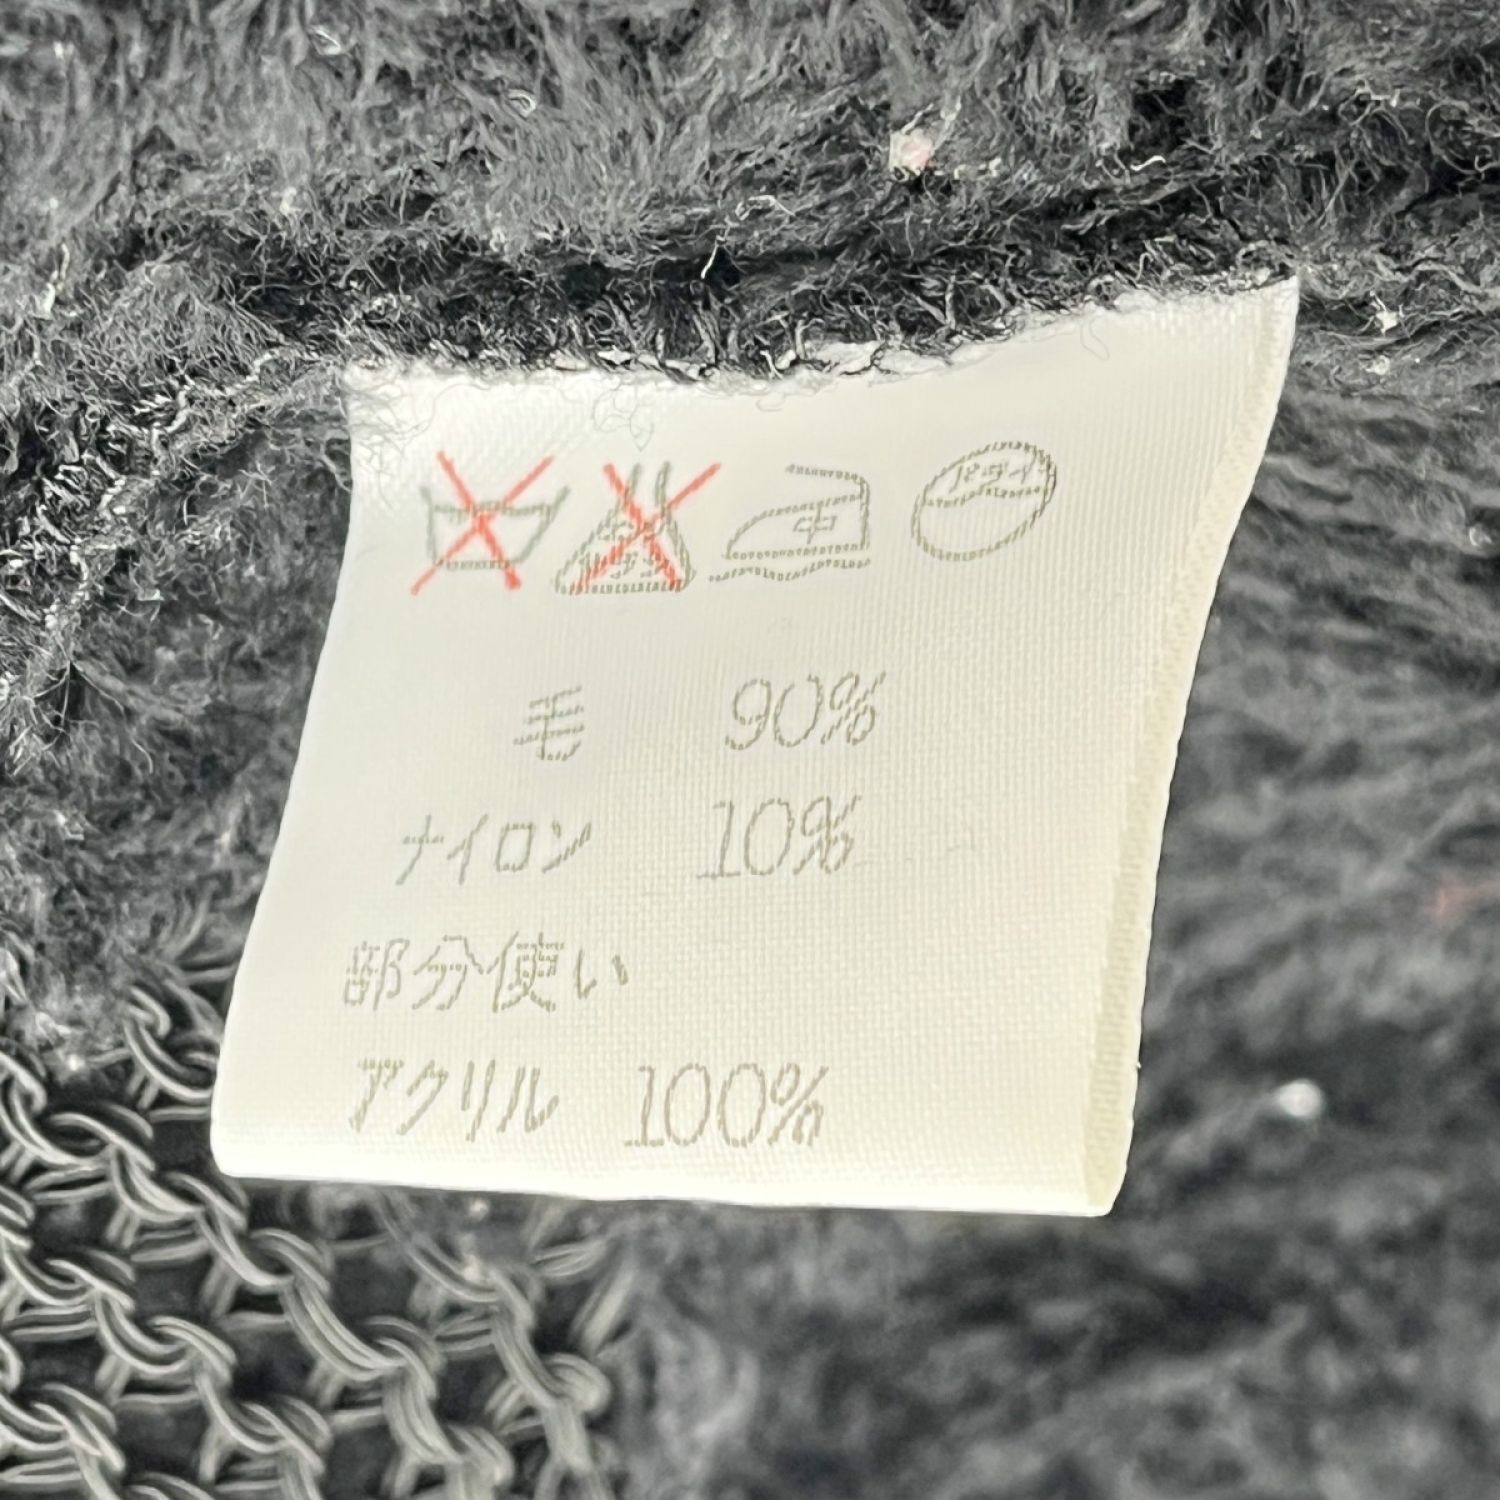 中 ドライ
毛 90%
ナイロン 10%
部分使い
アクリル 100%